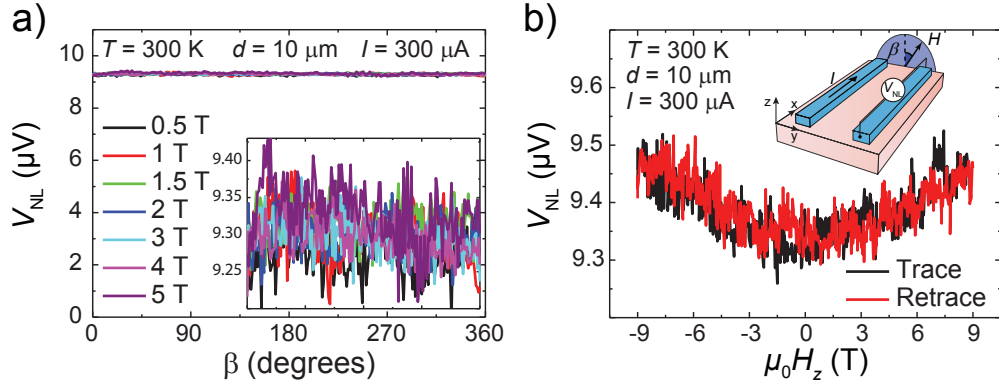 a)
T = 300 K d = 10 μm I = 300 μA
10
8
6
4
2
0
V_NL (μV)
0.5 T
1 T
1.5 T
2 T
3 T
4 T
5 T
9.40
9.35
9.30
9.25
0 90 180 270 360
β (degrees)
b)
T = 300 K
d = 10 μm
I = 300 μA
9.6
9.5
9.4
9.3
V_NL (μV)
β H
I
V_NL
z
x
y
Trace
Retrace
-9 -6 -3 0 3 6 9
μ₀H_z (T)